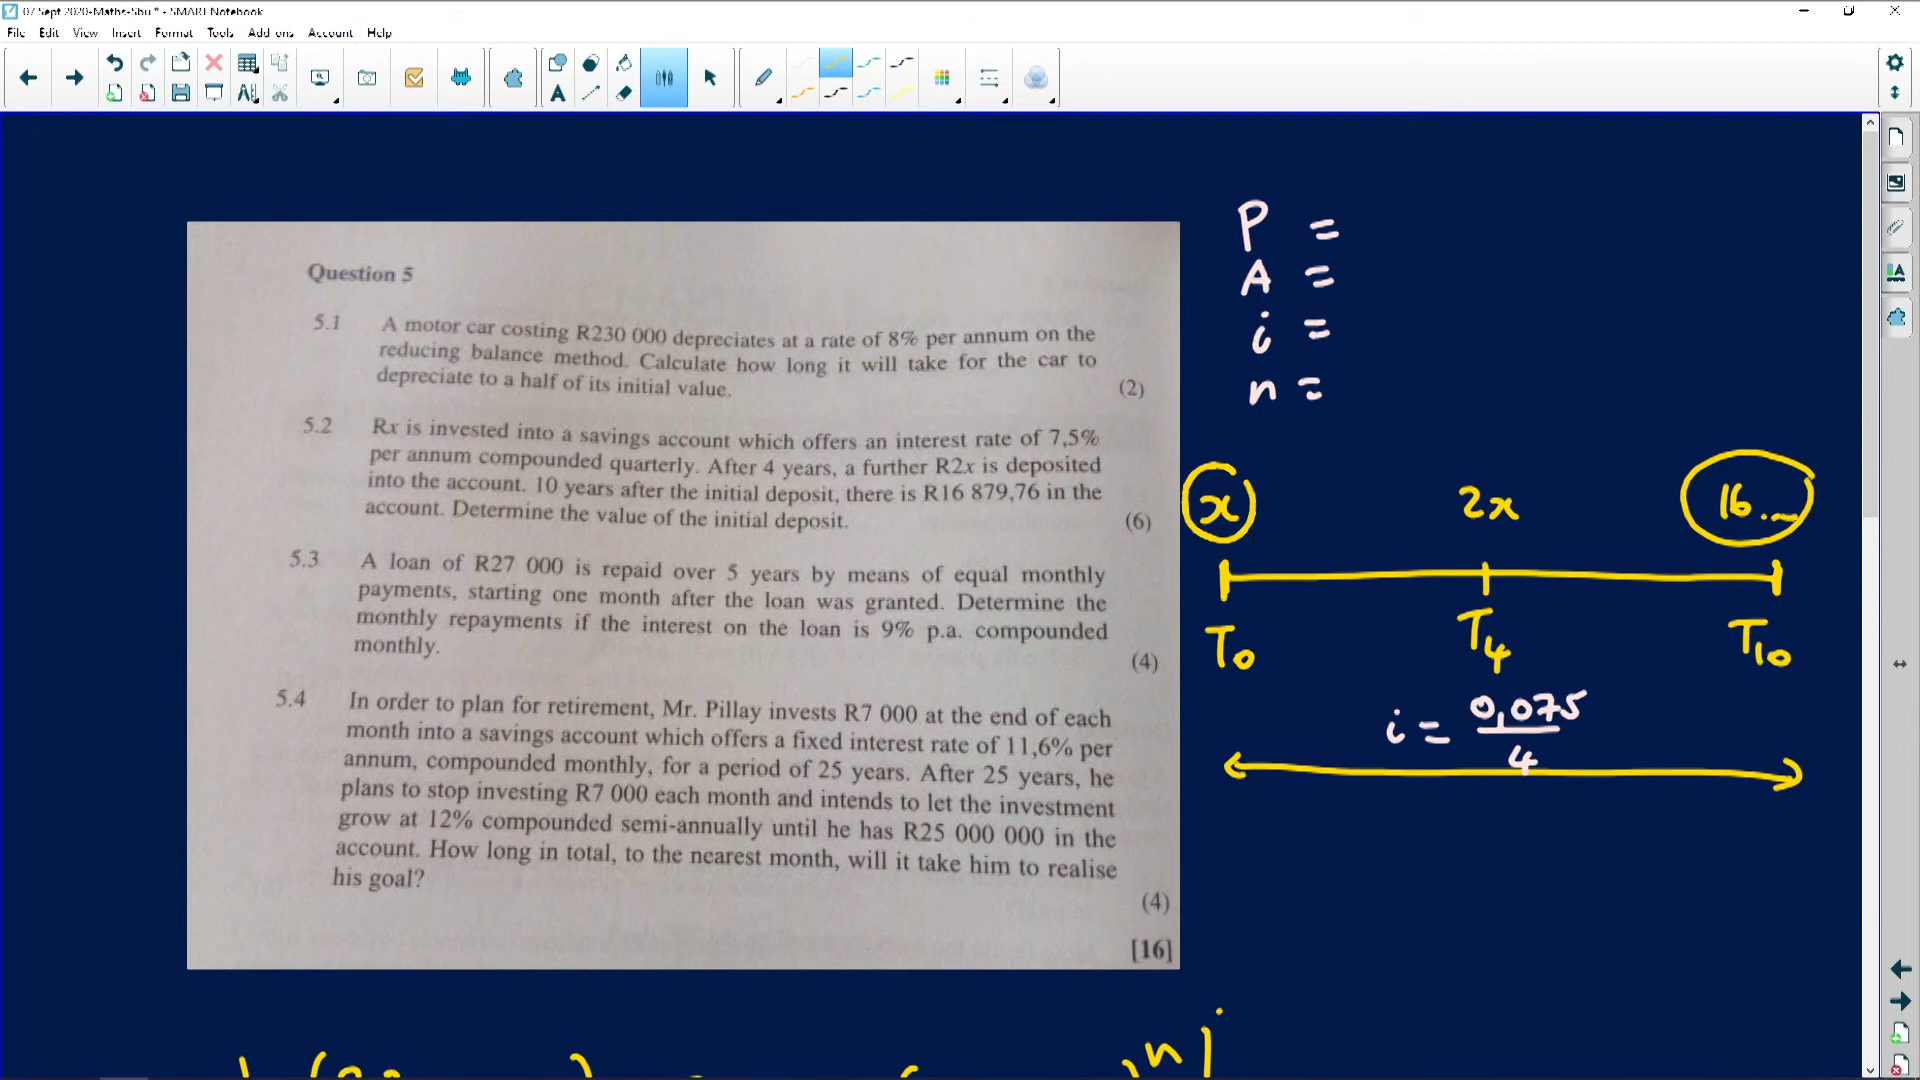 07 Sept 2020-Maths-Sbu * - SMART Notebook
File Edit View Insert Format Tools Add-ons Account Help
Question 5
5.1 A motor car costing R230 000 depreciates at a rate of 8% per annum on the
reducing balance method. Calculate how long it will take for the car to
depreciate to a half of its initial value. (2)
5.2 Rx is invested into a savings account which offers an interest rate of 7,5%
per annum compounded quarterly. After 4 years, a further R2x is deposited
into the account. 10 years after the initial deposit, there is R16 879,76 in the
account. Determine the value of the initial deposit. (6)
5.3 A loan of R27 000 is repaid over 5 years by means of equal monthly
payments, starting one month after the loan was granted. Determine the
monthly repayments if the interest on the loan is 9% p.a. compounded
monthly. (4)
5.4 In order to plan for retirement, Mr. Pillay invests R7 000 at the end of each
month into a savings account which offers a fixed interest rate of 11,6% per
annum, compounded monthly, for a period of 25 years. After 25 years, he
plans to stop investing R7 000 each month and intends to let the investment
grow at 12% compounded semi-annually until he has R25 000 000 in the
account. How long in total, to the nearest month, will it take him to realise
his goal? (4)
[16]
P =
A =
i =
n =
x 2x 16...
T0 T4 T10
i = 0,075
4